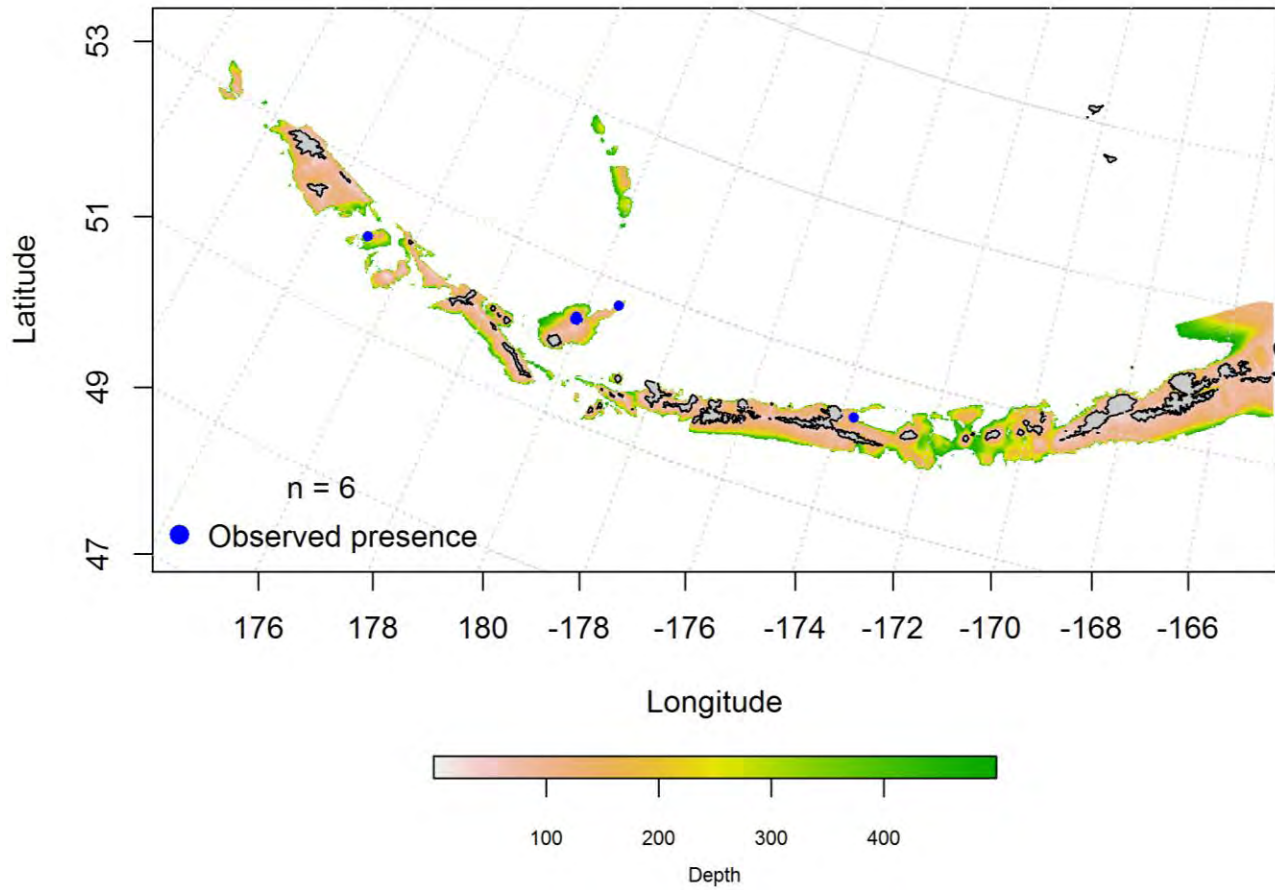 53
51
49
47
Latitude
n = 6
Observed presence
176 178 180 -178 -176 -174 -172 -170 -168 -166
Longitude
100 200 300 400
Depth